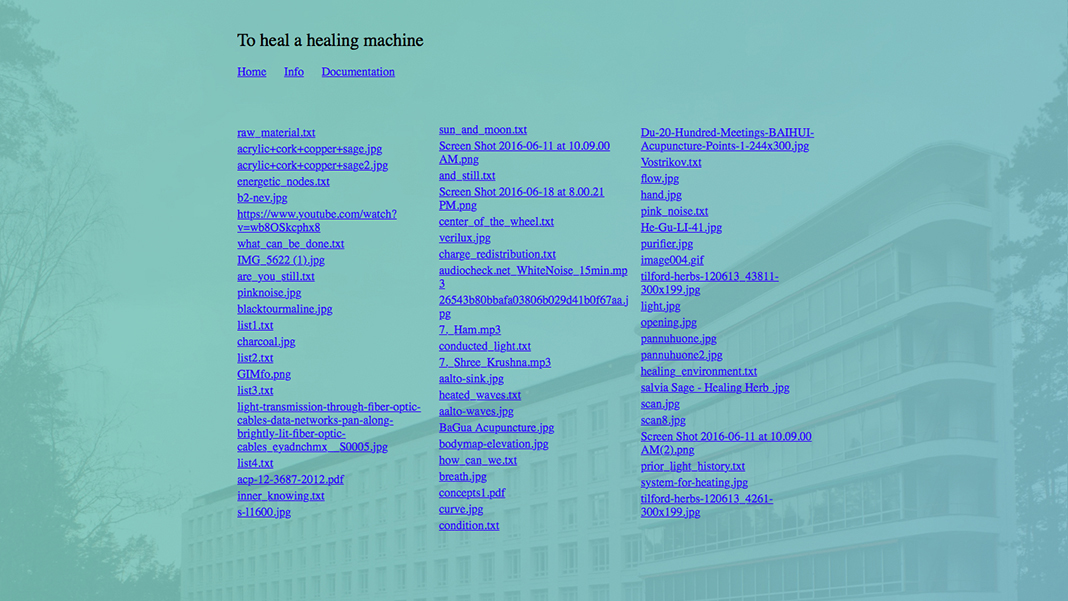 To heal a healing machine
Home Info Documentation
raw_material.txt
acrylic+cork+copper+sage.jpg
acrylic+cork+copper+sage2.jpg
energetic_nodes.txt
b2-nev.jpg
https://www.youtube.com/watch?
v=wb8OSkcphx8
what_can_be_done.txt
IMG_5622 (1).jpg
are_you_still.txt
pinknoise.jpg
blacktourmaline.jpg
list1.txt
charcoal.jpg
list2.txt
GIMfo.png
list3.txt
light-transmission-through-fiber-optic-
cables-data-networks-pan-along-
brightly-lit-fiber-optic-
cables_eyadnchmx__S0005.jpg
list4.txt
acp-12-3687-2012.pdf
inner_knowing.txt
s-l1600.jpg
sun_and_moon.txt
Screen Shot 2016-06-11 at 10.09.00
AM.png
and_still.txt
Screen Shot 2016-06-18 at 8.00.21
PM.png
center_of_the_wheel.txt
verilux.jpg
charge_redistribution.txt
audiocheck.net_WhiteNoise_15min.mp
3
26543b80bbafa03806b029d41b0f67aa.j
pg
7._Ham.mp3
conducted_light.txt
7._Shree_Krushna.mp3
aalto-sink.jpg
heated_waves.txt
aalto-waves.jpg
BaGua Acupuncture.jpg
bodymap-elevation.jpg
how_can_we.txt
breath.jpg
concepts1.pdf
curve.jpg
condition.txt
Du-20-Hundred-Meetings-BAIHUI-
Acupuncture-Points-1-244x300.jpg
Vostrikov.txt
flow.jpg
hand.jpg
pink_noise.txt
He-Gu-LI-41.jpg
purifier.jpg
image004.gif
tilford-herbs-120613_43811-
300x199.jpg
light.jpg
opening.jpg
pannuhuone.jpg
pannuhuone2.jpg
healing_environment.txt
salvia Sage - Healing Herb .jpg
scan.jpg
scan8.jpg
Screen Shot 2016-06-11 at 10.09.00
AM(2).png
prior_light_history.txt
system-for-heating.jpg
tilford-herbs-120613_4261-
300x199.jpg